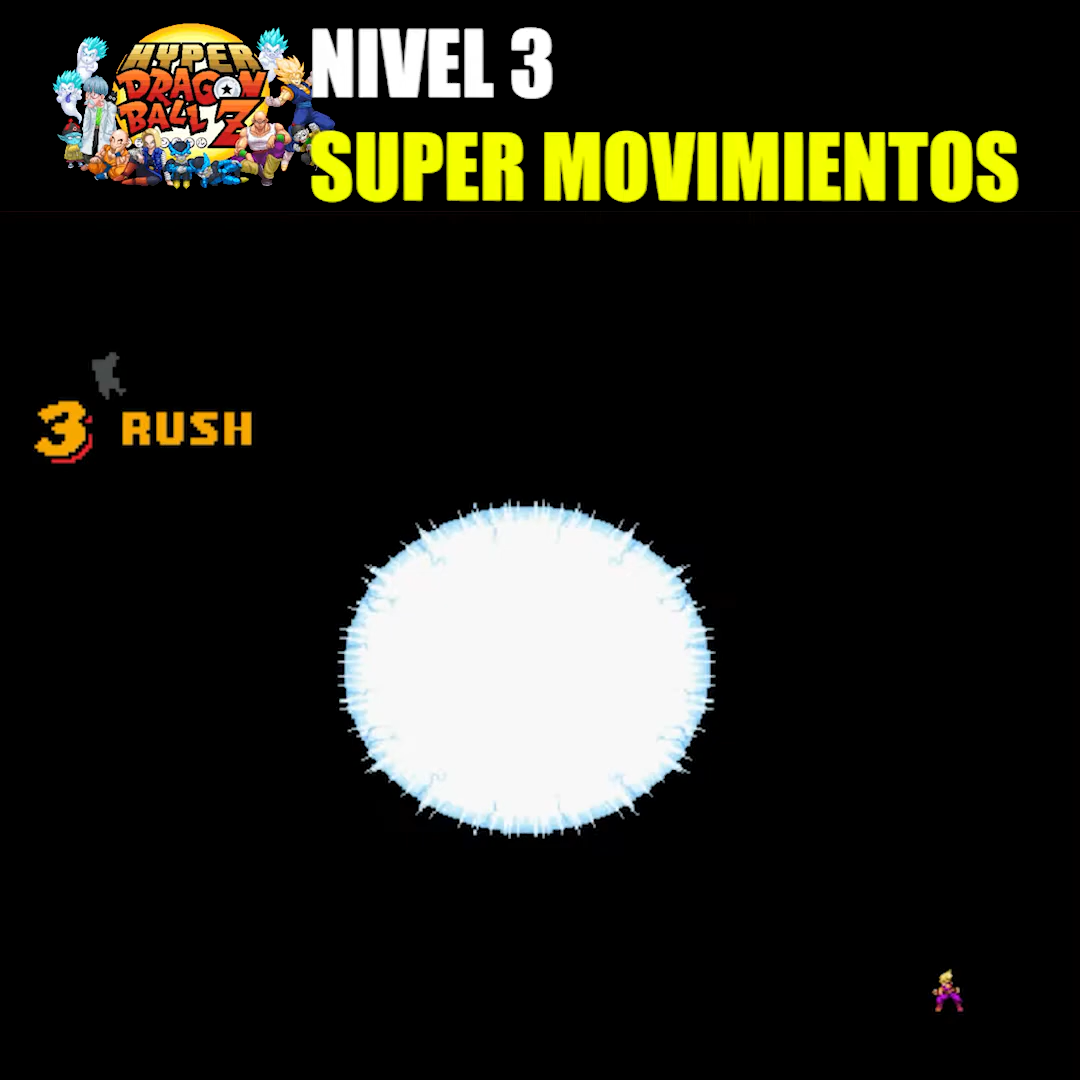 NIVEL 3
SUPER MOVIMIENTOS
HYPER
DRAGON
BALL Z
3 RUSH